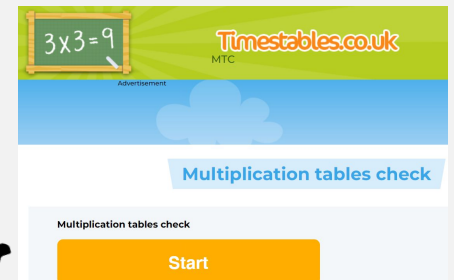 3x3=9
Timestables.co.uk
MTC
Advertisement
Multiplication tables check
Multiplication tables check
Start